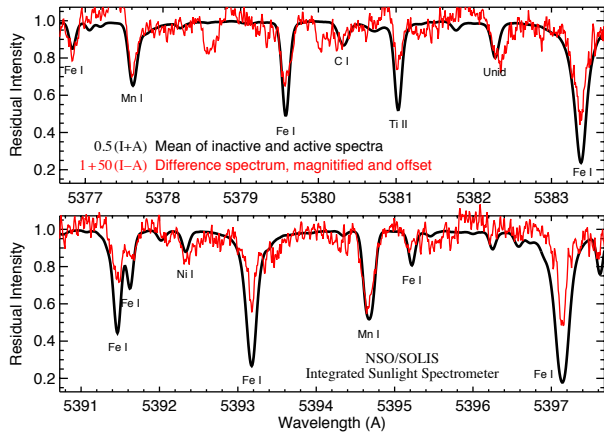 Residual Intensity
1.0
0.8
0.6
0.4
0.2
Fe I
Mn I
Fe I
C I
Ti II
Unid
Fe I
0.5(I+A) Mean of inactive and active spectra
1+50(I−A) Difference spectrum, magnitified and offset
5377 5378 5379 5380 5381 5382 5383
Residual Intensity
1.0
0.8
0.6
0.4
0.2
Fe I
Fe I
Ni I
Fe I
Mn I
Fe I
Fe I
NSO/SOLIS
Integrated Sunlight Spectrometer
5391 5392 5393 5394 5395 5396 5397
Wavelength (A)